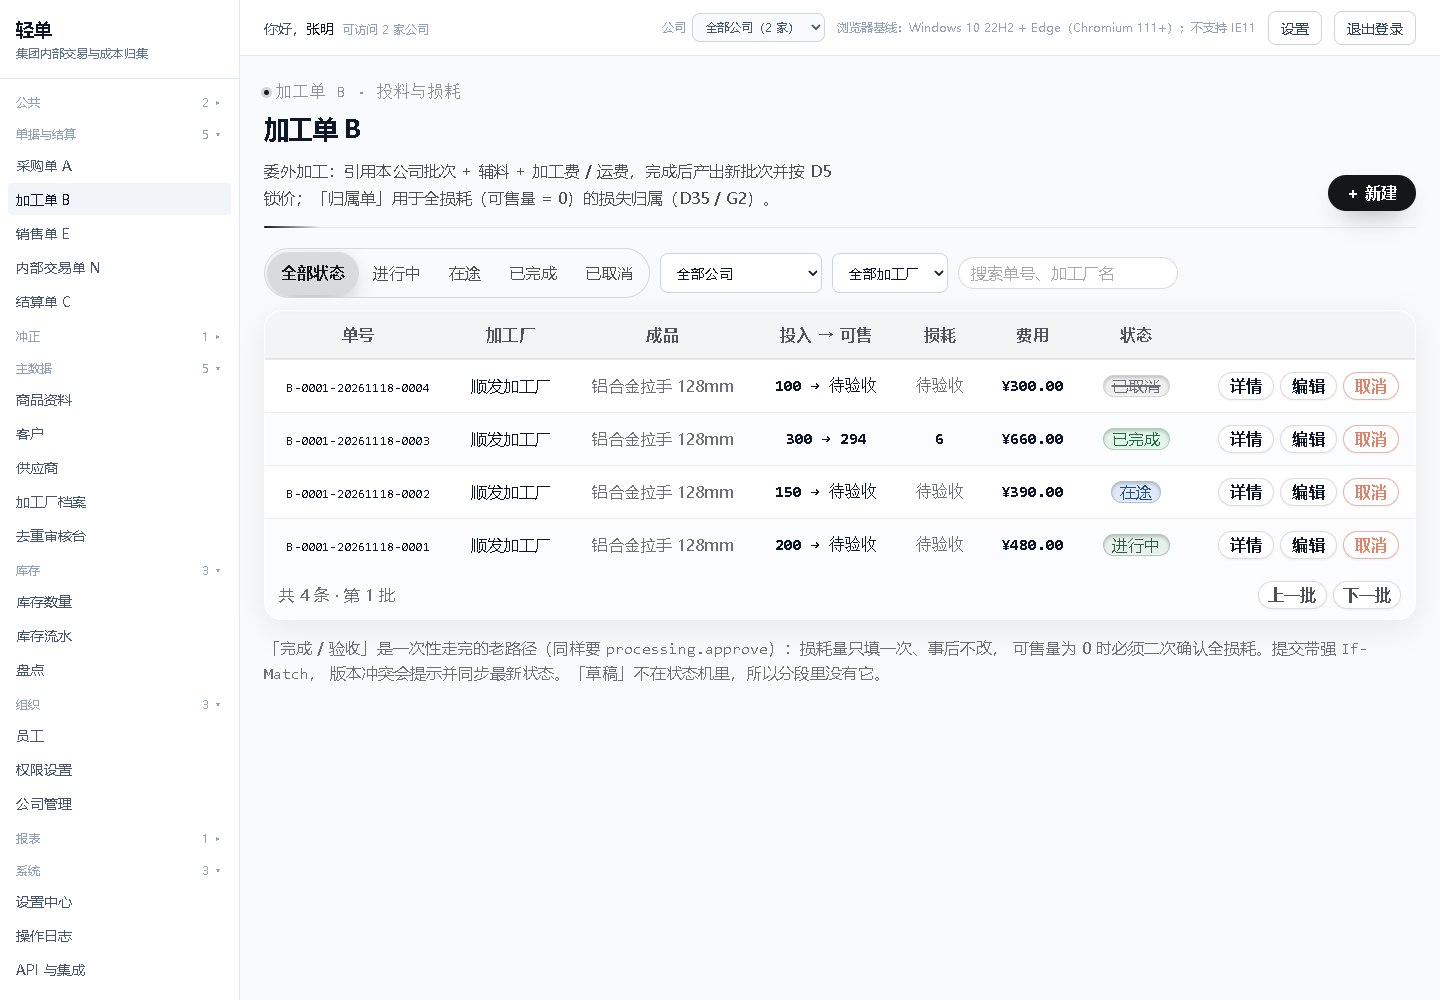 轻单
集团内部交易与成本归集
公共 2 ▸
单据与结算 5 ▾
采购单 A
加工单 B
销售单 E
内部交易单 N
结算单 C
冲正 1 ▸
主数据 5 ▾
商品资料
客户
供应商
加工厂档案
去重审核台
库存 3 ▾
库存数量
库存流水
盘点
组织 3 ▾
员工
权限设置
公司管理
报表 1 ▸
系统 3 ▾
设置中心
操作日志
API 与集成
你好，张明 可访问 2 家公司
公司 全部公司（2 家） 浏览器基线：Windows 10 22H2 + Edge（Chromium 111+）；不支持 IE11 设置 退出登录
加工单 B - 投料与损耗
加工单 B
委外加工：引用本公司批次 + 辅料 + 加工费 / 运费，完成后产出新批次并按 D5
锁价；「归属单」用于全损耗（可售量 = 0）的损失归属（D35 / G2）。
+ 新建
全部状态 进行中 在途 已完成 已取消 全部公司 全部加工厂 搜索单号、加工厂名
单号 加工厂 成品 投入 → 可售 损耗 费用 状态
B-0001-20261118-0004 顺发加工厂 铝合金拉手 128mm 100 → 待验收 待验收 ¥300.00 已取消 详情 编辑 取消
B-0001-20261118-0003 顺发加工厂 铝合金拉手 128mm 300 → 294 6 ¥660.00 已完成 详情 编辑 取消
B-0001-20261118-0002 顺发加工厂 铝合金拉手 128mm 150 → 待验收 待验收 ¥390.00 在途 详情 编辑 取消
B-0001-20261118-0001 顺发加工厂 铝合金拉手 128mm 200 → 待验收 待验收 ¥480.00 进行中 详情 编辑 取消
共 4 条 · 第 1 批 上一批 下一批
「完成 / 验收」是一次性走完的老路径（同样要 processing.approve）：损耗量只填一次、事后不改， 可售量为 0 时必须二次确认全损耗。提交带强 If-
Match， 版本冲突会提示并同步最新状态。「草稿」不在状态机里，所以分段里没有它。